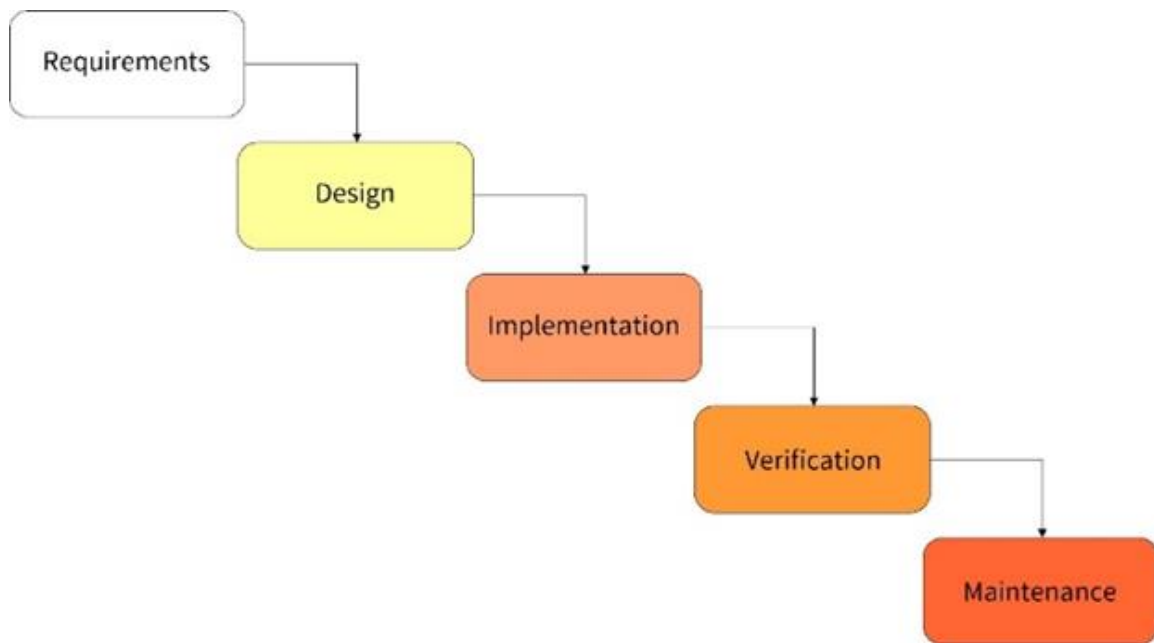 Requirements
Design
Implementation
Verification
Maintenance